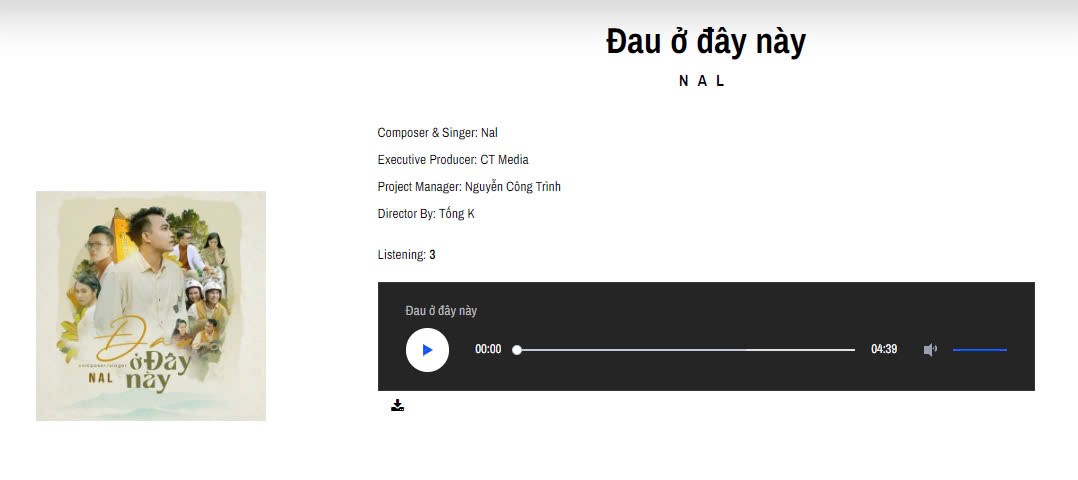 Đau ở đây này
NAL
Composer & Singer: Nal
Executive Producer: CT Media
Project Manager: Nguyễn Công Trình
Director By: Tống K
Listening: 3
Đau ở đây này
00:00
04:39
Đau
ở Đây
composer/singer
NAL
này